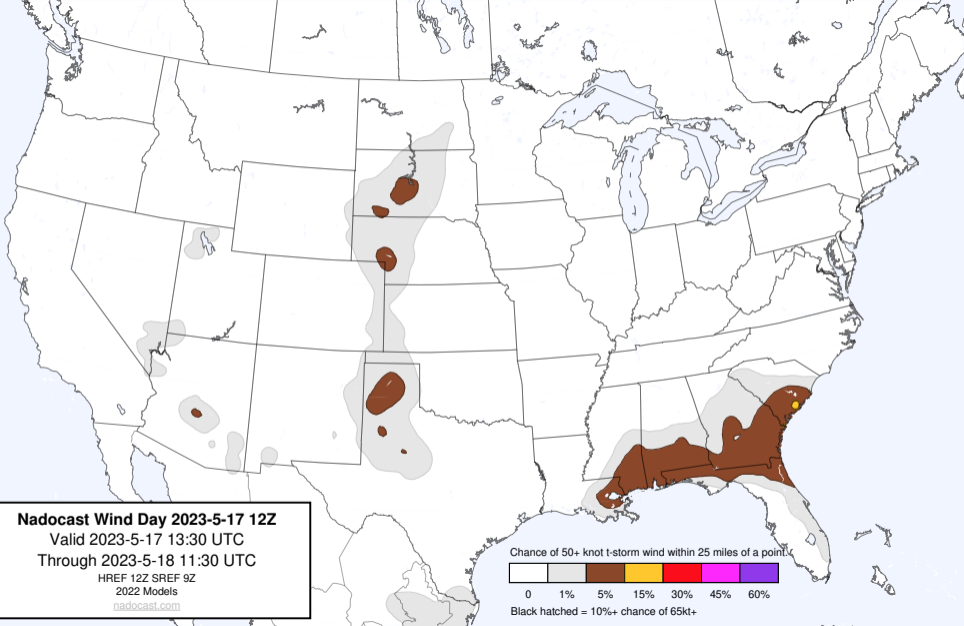 Nadocast Wind Day 2023-5-17 12Z
Valid 2023-5-17 13:30 UTC
Through 2023-5-18 11:30 UTC
HREF 12Z SREF 9Z
2022 Models
nadocast.com
Chance of 50+ knot t-storm wind within 25 miles of a point.
0 1% 5% 15% 30% 45% 60%
Black hatched = 10%+ chance of 65kt+